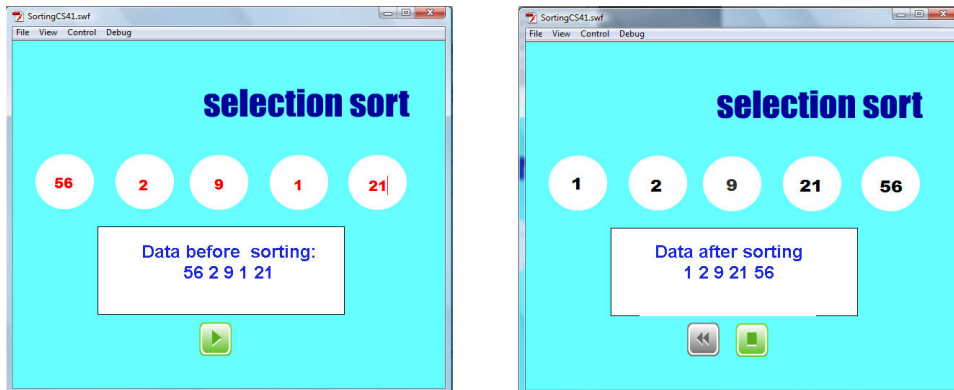 SortingCS41.swf
File View Control Debug
selection sort
56 2 9 1 21
Data before sorting:
56 2 9 1 21
SortingCS41.swf
File View Control Debug
selection sort
1 2 9 21 56
Data after sorting
1 2 9 21 56